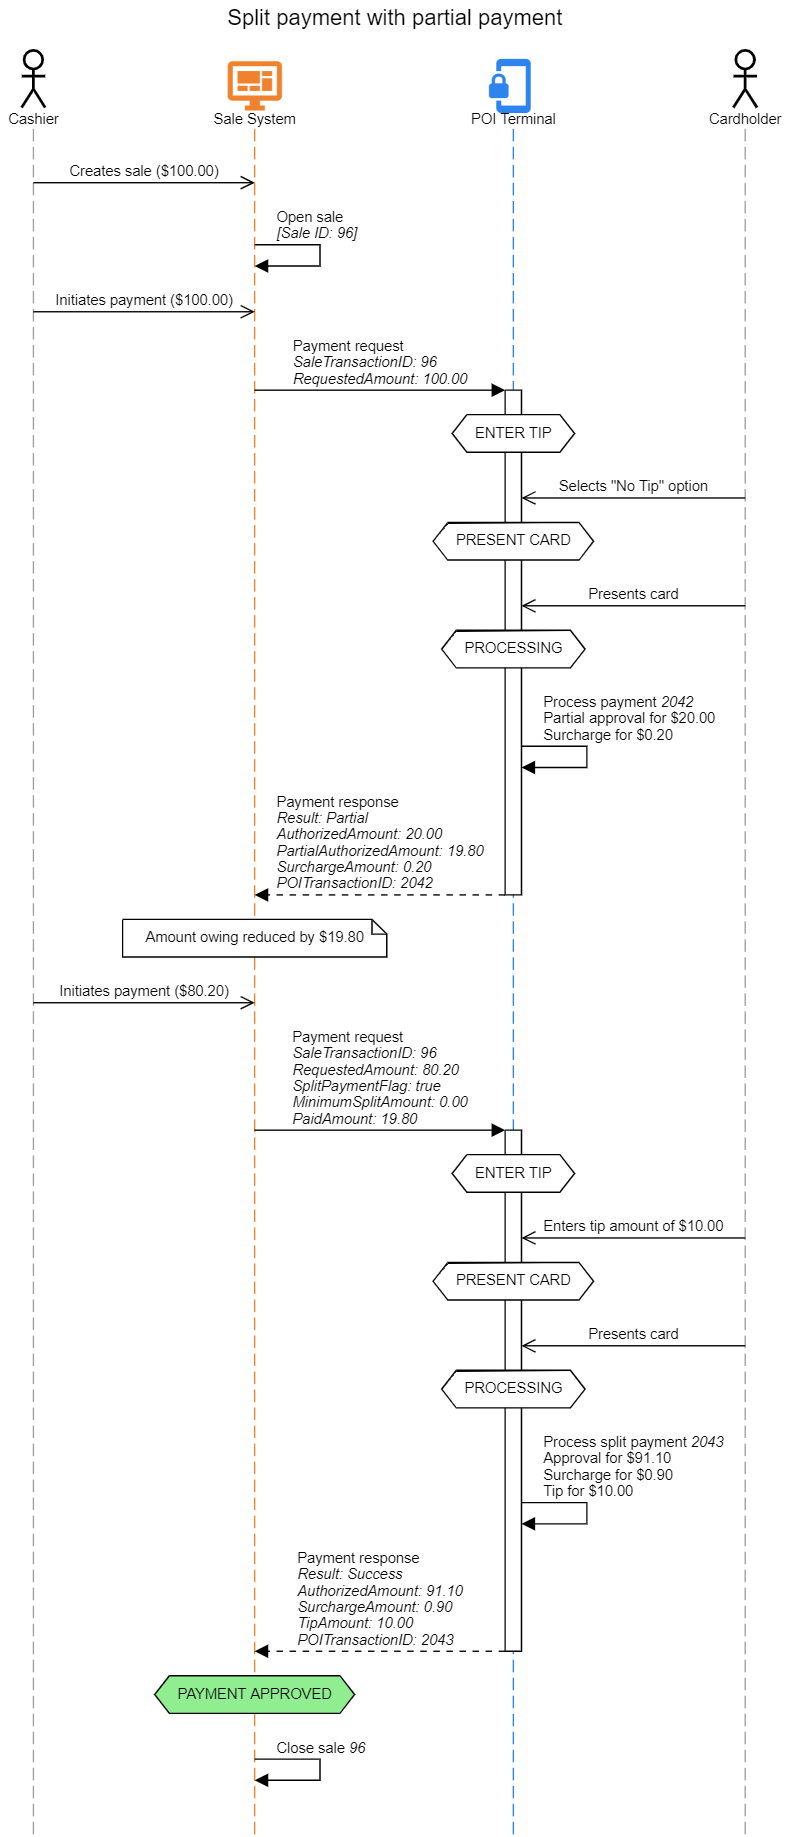 Split payment with partial payment
Cashier
Sale System
POI Terminal
Cardholder
Creates sale ($100.00)
Open sale
[Sale ID: 96]
Initiates payment ($100.00)
Payment request
SaleTransactionID: 96
RequestedAmount: 100.00
ENTER TIP
Selects "No Tip" option
PRESENT CARD
Presents card
PROCESSING
Process payment 2042
Partial approval for $20.00
Surcharge for $0.20
Payment response
Result: Partial
AuthorizedAmount: 20.00
PartialAuthorizedAmount: 19.80
SurchargeAmount: 0.20
POITransactionID: 2042
Amount owing reduced by $19.80
Initiates payment ($80.20)
Payment request
SaleTransactionID: 96
RequestedAmount: 80.20
SplitPaymentFlag: true
MinimumSplitAmount: 0.00
PaidAmount: 19.80
ENTER TIP
Enters tip amount of $10.00
PRESENT CARD
Presents card
PROCESSING
Process split payment 2043
Approval for $91.10
Surcharge for $0.90
Tip for $10.00
Payment response
Result: Success
AuthorizedAmount: 91.10
SurchargeAmount: 0.90
TipAmount: 10.00
POITransactionID: 2043
PAYMENT APPROVED
Close sale 96